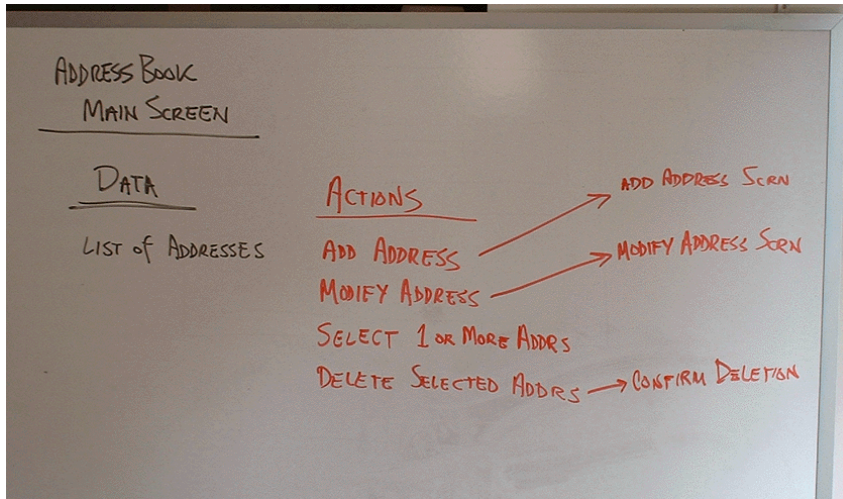 ADDRESS BOOK
MAIN SCREEN
DATA
LIST of ADDRESSES
ACTIONS
ADD ADDRESS → ADD ADDRESS SCRN
MODIFY ADDRESS → MODIFY ADDRESS SCRN
SELECT 1 OR MORE ADDRS
DELETE SELECTED ADDRS → CONFIRM DELETION